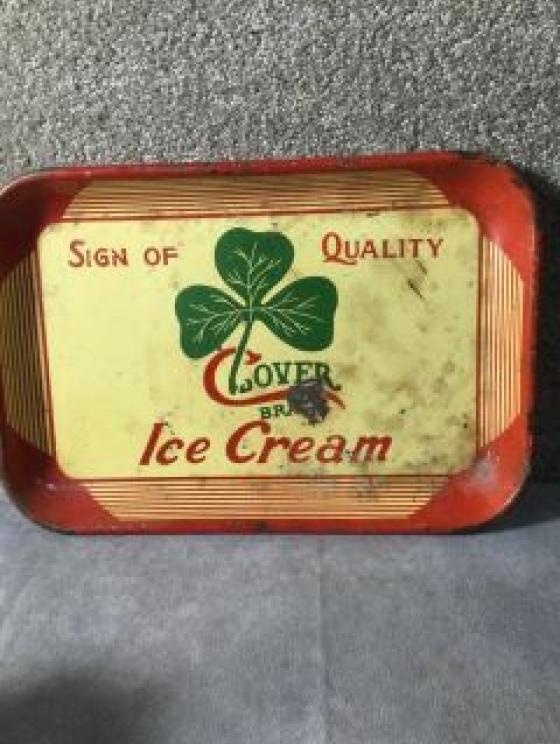 Sign of Quality
Clover
Ice Cream